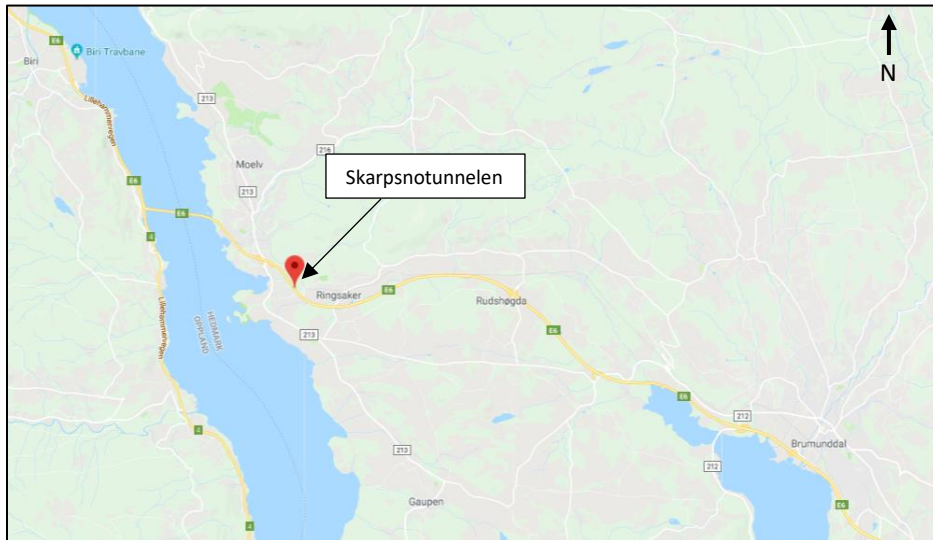 E6
Biri Travbane
Biri
N
Lillehammervegen
213
216
Moelv
Skarpsnotunnelen
213
E6
E6
4
Ringsaker
E6
Rudshøgda
HEDMARK
OPPLAND
Lillehammervegen
213
E6
E6
4
213
212
Brumunddal
212
Gaupen
E6
4